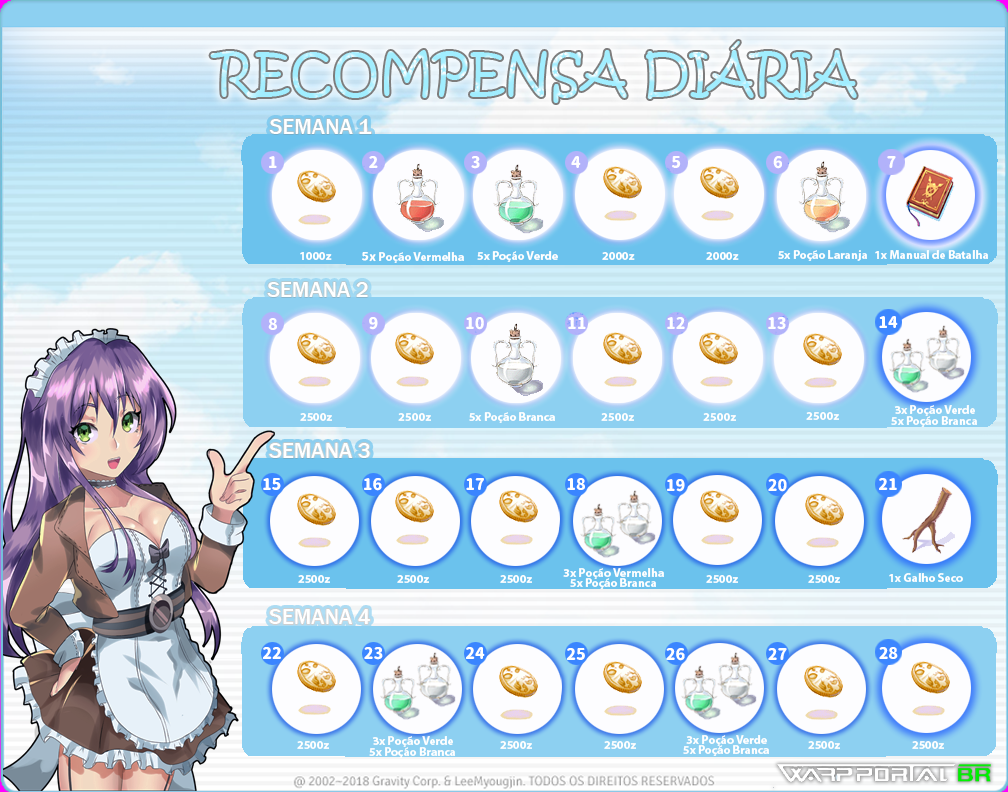 RECOMPENSA DIÁRIA
SEMANA 1
1 2 3 4 5 6 7
1000z 5x Poção Vermelha 5x Poção Verde 2000z 2000z 5x Poção Laranja 1x Manual de Batalha
SEMANA 2
8 9 10 11 12 13 14
2500z 2500z 5x Poção Branca 2500z 2500z 2500z 3x Poção Verde
5x Poção Branca
SEMANA 3
15 16 17 18 19 20 21
2500z 2500z 2500z 3x Poção Vermelha 2500z 2500z 1x Galho Seco
5x Poção Branca
SEMANA 4
22 23 24 25 26 27 28
2500z 3x Poção Verde 2500z 2500z 3x Poção Verde 2500z 2500z
5x Poção Branca 5x Poção Branca
@ 2002-2018 Gravity Corp. & LeeMyougjin. TODOS OS DIREITOS RESERVADOS
WARPPORTAL BR